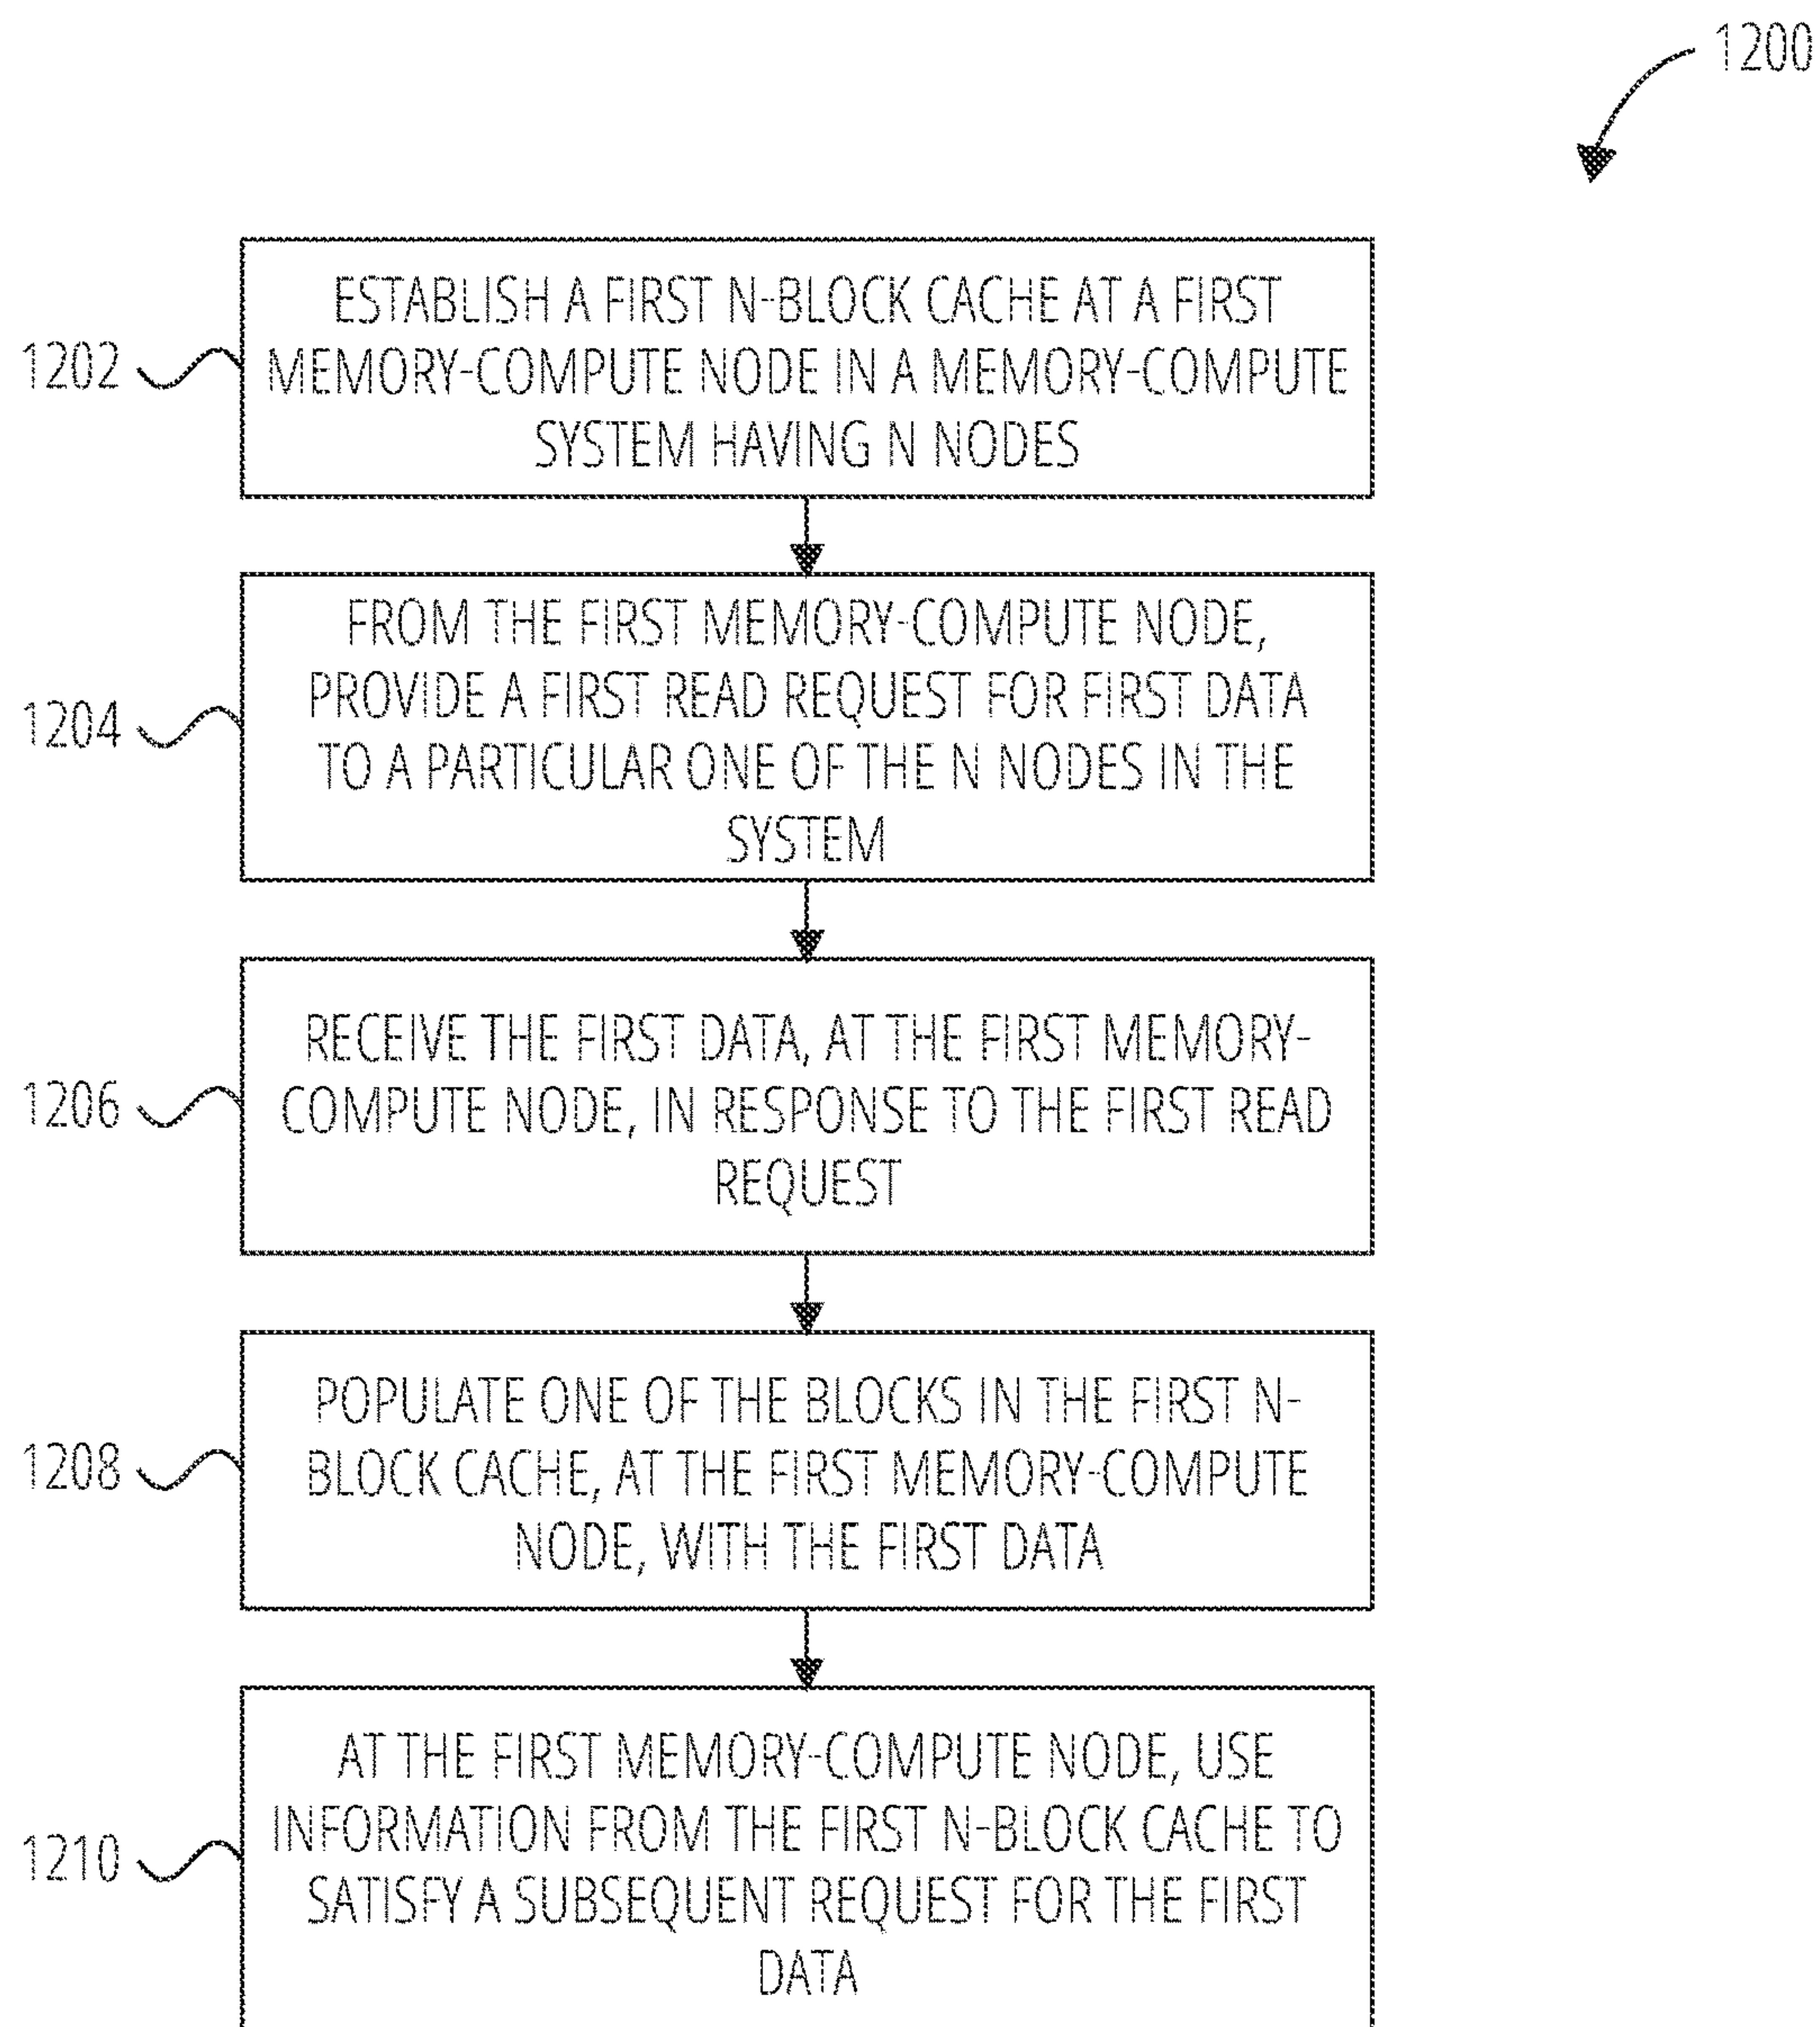 1200
1202
ESTABLISH A FIRST N-BLOCK CACHE AT A FIRST
MEMORY-COMPUTE NODE IN A MEMORY-COMPUTE
SYSTEM HAVING N NODES
1204
FROM THE FIRST MEMORY-COMPUTE NODE,
PROVIDE A FIRST READ REQUEST FOR FIRST DATA
TO A PARTICULAR ONE OF THE N NODES IN THE
SYSTEM
1206
RECEIVE THE FIRST DATA, AT THE FIRST MEMORY-
COMPUTE NODE, IN RESPONSE TO THE FIRST READ
REQUEST
1208
POPULATE ONE OF THE BLOCKS IN THE FIRST N-
BLOCK CACHE, AT THE FIRST MEMORY-COMPUTE
NODE, WITH THE FIRST DATA
1210
AT THE FIRST MEMORY-COMPUTE NODE, USE
INFORMATION FROM THE FIRST N-BLOCK CACHE TO
SATISFY A SUBSEQUENT REQUEST FOR THE FIRST
DATA